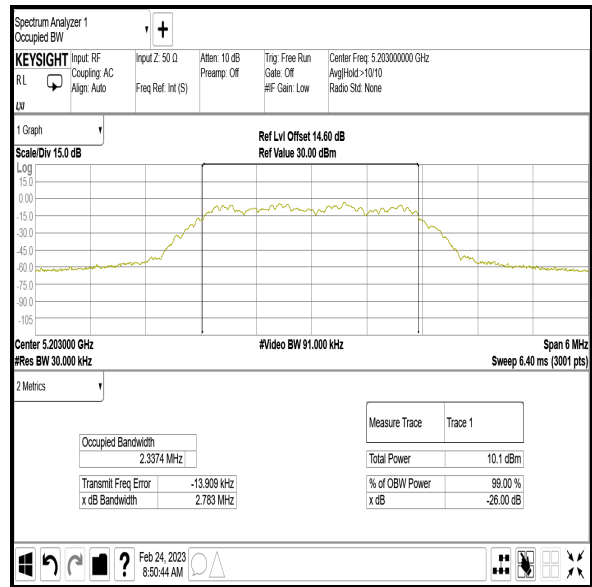 Spectrum Analyzer 1
Occupied BW
KEYSIGHT Input: RF Input Z: 50 Ω Atten: 10 dB Trig: Free Run Center Freq: 5.203000000 GHz
RL Coupling: AC Preamp: Off Gate: Off Avg|Hold:>10/10
Align: Auto Freq Ref: Int (S) #IF Gain: Low Radio Std: None
LXI
1 Graph
Ref Lvl Offset 14.60 dB
Scale/Div 15.0 dB Ref Value 30.00 dBm
Log
15.0
0.00
-15.0
-30.0
-45.0
-60.0
-75.0
-90.0
-105
Center 5.203000 GHz #Video BW 91.000 kHz Span 6 MHz
#Res BW 30.000 kHz Sweep 6.40 ms (3001 pts)
2 Metrics
Measure Trace Trace 1
Occupied Bandwidth
2.3374 MHz Total Power 10.1 dBm
Transmit Freq Error -13.909 kHz % of OBW Power 99.00 %
x dB Bandwidth 2.783 MHz x dB -26.00 dB
Feb 24, 2023
8:50:44 AM